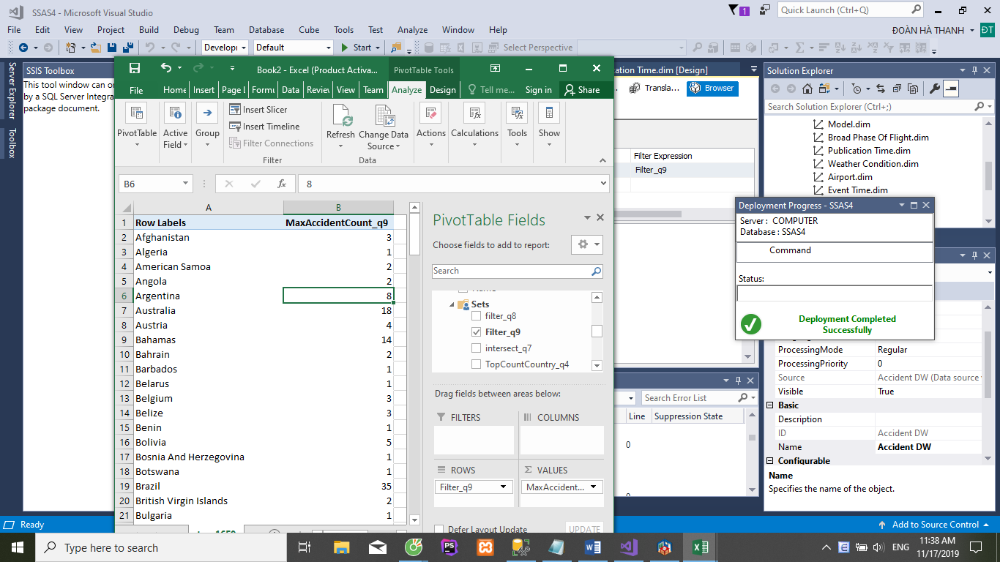 SSAS4 - Microsoft Visual Studio
1
Quick Launch (Ctrl+Q)
File Edit View Project Build Debug Team Database Cube Tools Test Analyze Window Help
ĐOÀN HÀ THANH
ĐT
Develop
Default
Start
Select Perspective
Server Explorer
Toolbox
SSIS Toolbox
This tool window can on
by a SQL Server Integra
package document.
Book2 - Excel (Product Activa...
PivotTable Tools
File Home Insert Page l Formu Data Review View Team Analyze Design Tell me... Sign in Share
PivotTable
Active
Field
Group
Insert Slicer
Insert Timeline
Filter Connections
Filter
Refresh
Change Data
Source
Data
Actions
Calculations
Tools
Show
B6
fx
8
A B
1 Row Labels MaxAccidentCount_q9
2 Afghanistan 3
3 Algeria 1
4 American Samoa 2
5 Angola 2
6 Argentina 8
7 Australia 18
8 Austria 4
9 Bahamas 14
10 Bahrain 2
11 Barbados 1
12 Belarus 1
13 Belgium 3
14 Belize 3
15 Benin 1
16 Bolivia 5
17 Bosnia And Herzegovina 1
18 Botswana 1
19 Brazil 35
20 British Virgin Islands 2
21 Bulgaria 1
PivotTable Fields
Choose fields to add to report:
Search
Sets
filter_q8
Filter_q9
intersect_q7
TopCountCountry_q4
Drag fields between areas below:
FILTERS
COLUMNS
ROWS
VALUES
Filter_q9
MaxAcciden...
Defer Layout Update
UPDATE
cation Time.dim [Design]
Transla...
Browser
Filter Expression
Filter_q9
Search Error List
Line Suppression State
0
Solution Explorer
Search Solution Explorer (Ctrl+;)
Model.dim
Broad Phase Of Flight.dim
Publication Time.dim
Weather Condition.dim
Airport.dim
Event Time.dim
Deployment Progress - SSAS4
Server : COMPUTER
Database : SSAS4
Command
Status:
Deployment Completed
Successfully
ProcessingMode Regular
ProcessingPriority 0
Source Accident DW (Data source
Visible True
Basic
Description
ID Accident DW
Name Accident DW
Configurable
Name
Specifies the name of the object.
Ready
Add to Source Control
Type here to search
ENG
11:38 AM
11/17/2019